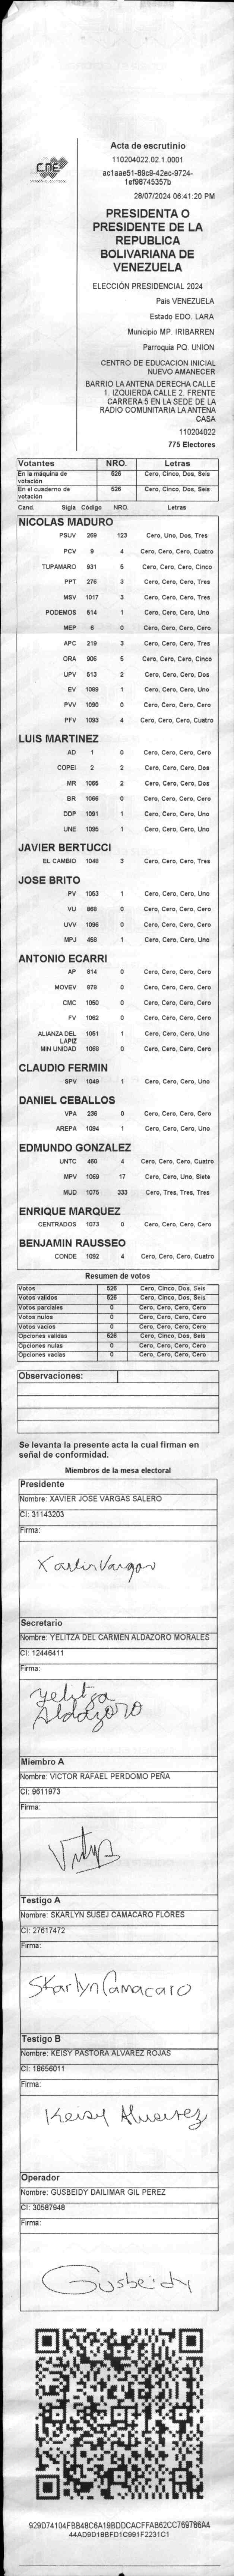 CNE
Acta de escrutinio
110204022.02.1.0001
ac1aae51-89c9-42ec-9724-
1ef98745357b
28/07/2024 06:41:20 PM
PRESIDENTA O
PRESIDENTE DE LA
REPUBLICA
BOLIVARIANA DE
VENEZUELA
ELECCIÓN PRESIDENCIAL 2024
Pais VENEZUELA
Estado EDO. LARA
Municipio MP. IRIBARREN
Parroquia PQ. UNION
CENTRO DE EDUCACION INICIAL
NUEVO AMANECER
BARRIO LA ANTENA DERECHA CALLE
1. IZQUIERDA CALLE 2. FRENTE
CARRERA 5 EN LA SEDE DE LA
RADIO COMUNITARIA LA ANTENA
CASA
110204022
775 Electores
Votantes NRO. Letras
En la máquina de votación 526 Cero, Cinco, Dos, Seis
En el cuaderno de votación 526 Cero, Cinco, Dos, Seis
Cand. Sigla Código NRO. Letras
NICOLAS MADURO
PSUV 269 123 Cero, Uno, Dos, Tres
PCV 9 4 Cero, Cero, Cero, Cuatro
TUPAMARO 931 5 Cero, Cero, Cero, Cinco
PPT 276 3 Cero, Cero, Cero, Tres
MSV 1017 3 Cero, Cero, Cero, Tres
PODEMOS 514 1 Cero, Cero, Cero, Uno
MEP 6 0 Cero, Cero, Cero, Cero
APC 219 3 Cero, Cero, Cero, Tres
ORA 906 5 Cero, Cero, Cero, Cinco
UPV 513 2 Cero, Cero, Cero, Dos
EV 1089 1 Cero, Cero, Cero, Uno
PVV 1090 0 Cero, Cero, Cero, Cero
PFV 1093 4 Cero, Cero, Cero, Cuatro
LUIS MARTINEZ
AD 1 0 Cero, Cero, Cero, Cero
COPEI 2 2 Cero, Cero, Cero, Dos
MR 1065 2 Cero, Cero, Cero, Dos
BR 1066 0 Cero, Cero, Cero, Cero
DDP 1091 1 Cero, Cero, Cero, Uno
UNE 1095 1 Cero, Cero, Cero, Uno
JAVIER BERTUCCI
EL CAMBIO 1048 3 Cero, Cero, Cero, Tres
JOSE BRITO
PV 1053 1 Cero, Cero, Cero, Uno
VU 868 0 Cero, Cero, Cero, Cero
UVV 1096 0 Cero, Cero, Cero, Cero
MPJ 458 1 Cero, Cero, Cero, Uno
ANTONIO ECARRI
AP 814 0 Cero, Cero, Cero, Cero
MOVEV 979 0 Cero, Cero, Cero, Cero
CMC 1050 0 Cero, Cero, Cero, Cero
FV 1062 0 Cero, Cero, Cero, Cero
ALIANZA DEL LAPIZ 1051 1 Cero, Cero, Cero, Uno
MIN UNIDAD 1068 0 Cero, Cero, Cero, Cero
CLAUDIO FERMIN
SPV 1049 1 Cero, Cero, Cero, Uno
DANIEL CEBALLOS
VPA 236 0 Cero, Cero, Cero, Cero
AREPA 1094 1 Cero, Cero, Cero, Uno
EDMUNDO GONZALEZ
UNTC 460 4 Cero, Cero, Cero, Cuatro
MPV 1069 17 Cero, Cero, Uno, Siete
MUD 1075 333 Cero, Tres, Tres, Tres
ENRIQUE MARQUEZ
CENTRADOS 1073 0 Cero, Cero, Cero, Cero
BENJAMIN RAUSSEO
CONDE 1092 4 Cero, Cero, Cero, Cuatro
Resumen de votos
Votos 526 Cero, Cinco, Dos, Seis
Votos validos 526 Cero, Cinco, Dos, Seis
Votos parciales 0 Cero, Cero, Cero, Cero
Votos nulos 0 Cero, Cero, Cero, Cero
Votos vacios 0 Cero, Cero, Cero, Cero
Opciones validas 526 Cero, Cinco, Dos, Seis
Opciones nulas 0 Cero, Cero, Cero, Cero
Opciones vacias 0 Cero, Cero, Cero, Cero
Observaciones:
Se levanta la presente acta la cual firman en
señal de conformidad.
Miembros de la mesa electoral
Presidente
Nombre: XAVIER JOSE VARGAS SALERO
CI: 31143203
Firma:
Xavier Vargas
Secretario
Nombre: YELITZA DEL CARMEN ALDAZORO MORALES
CI: 12446411
Firma:
Yelitza
Aldazoro
Miembro A
Nombre: VICTOR RAFAEL PERDOMO PEÑA
CI: 9611973
Firma:
Testigo A
Nombre: SKARLYN SUSEJ CAMACARO FLORES
CI: 27617472
Firma:
Skarlyn Camacaro
Testigo B
Nombre: KEISY PASTORA ALVAREZ ROJAS
CI: 18656011
Firma:
Keisy Alvarez
Operador
Nombre: GUSBEIDY DAILIMAR GIL PEREZ
CI: 30587948
Firma:
Gusbeidy
929D74104FBB48C6A19BDDCACFFAB62CC769786A4
44AD9D18BFD1C991F2231C1